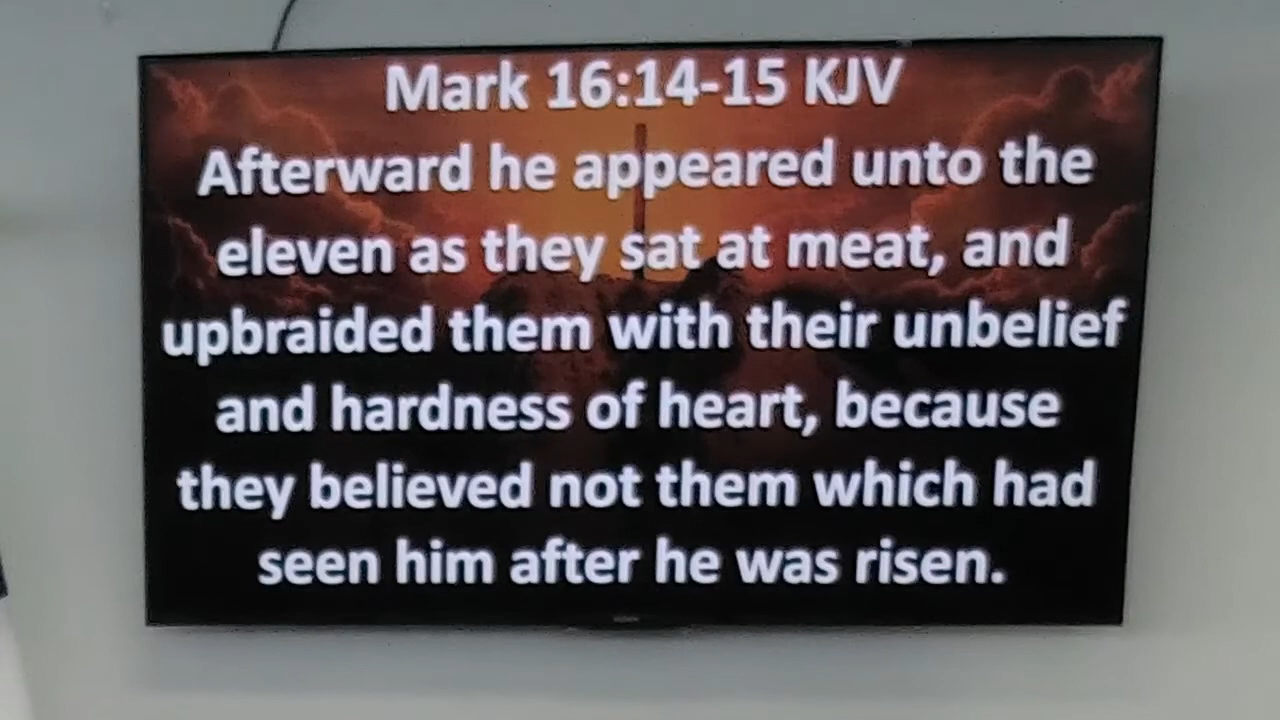 Mark 16:14-15 KJV
Afterward he appeared unto the
eleven as they sat at meat, and
upbraided them with their unbelief
and hardness of heart, because
they believed not them which had
seen him after he was risen.